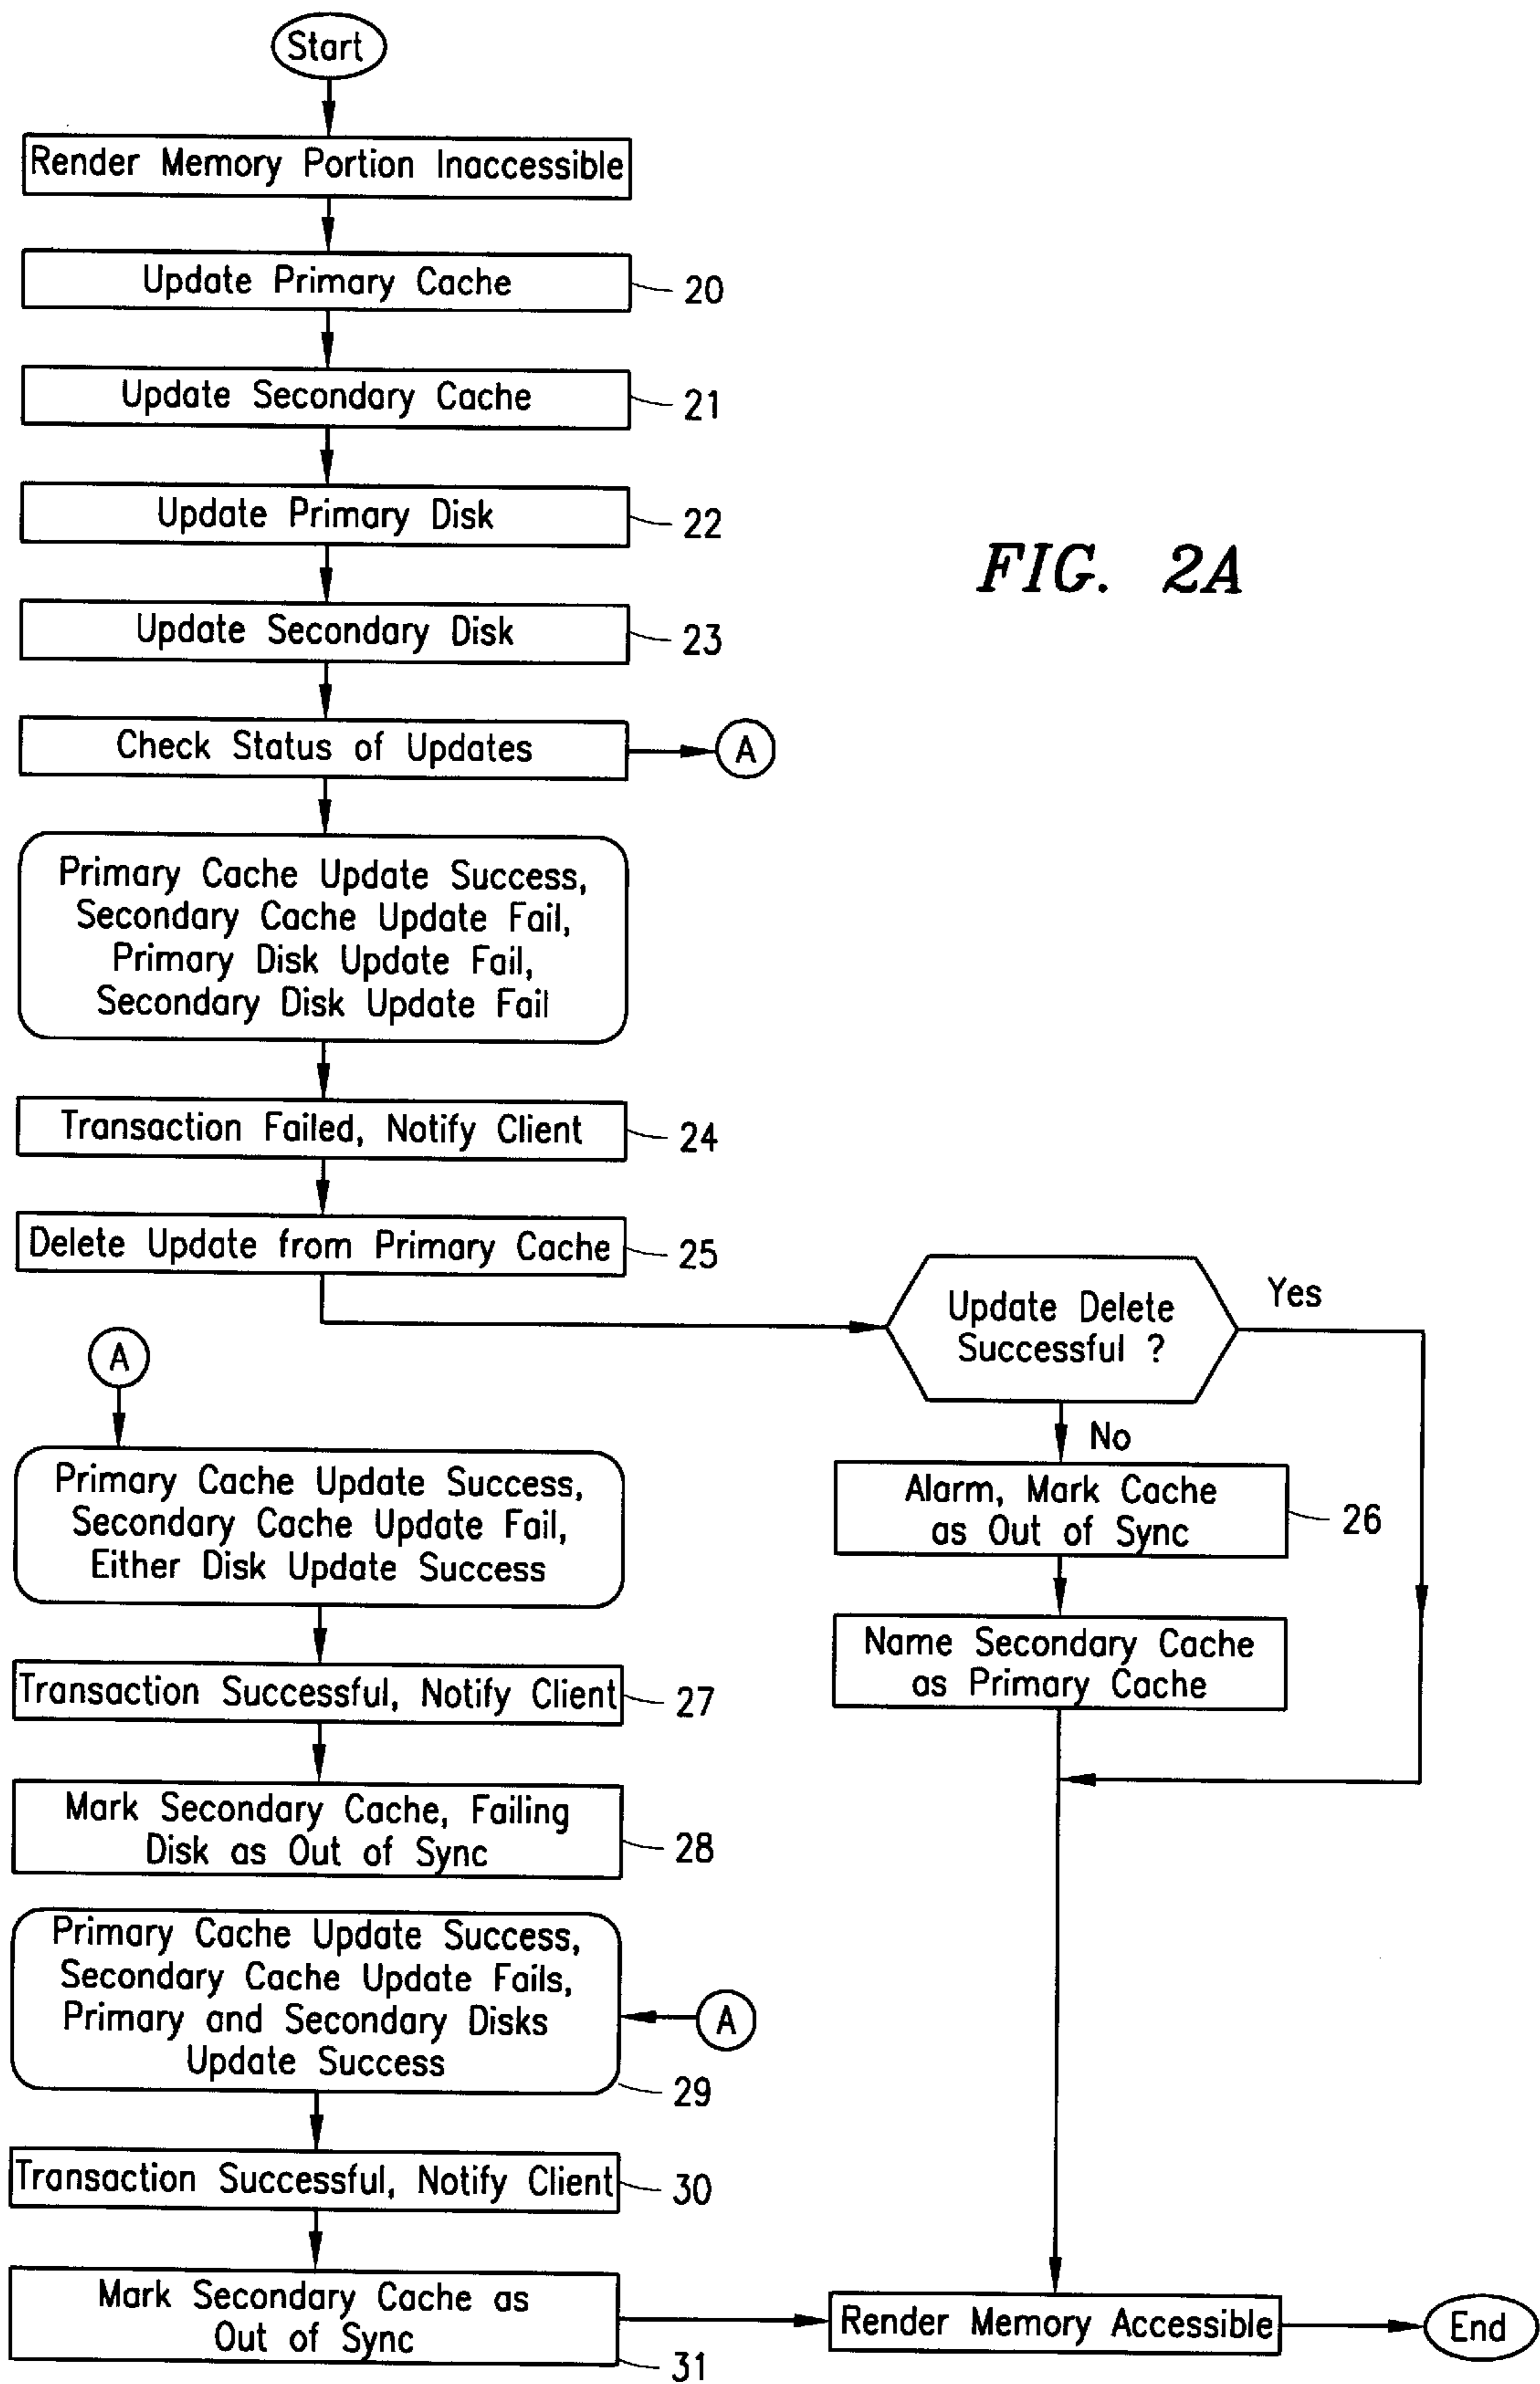 Start
Render Memory Portion Inaccessible
Update Primary Cache
20
Update Secondary Cache
21
Update Primary Disk
22
FIG. 2A
Update Secondary Disk
23
Check Status of Updates
A
Primary Cache Update Success,
Secondary Cache Update Fail,
Primary Disk Update Fail,
Secondary Disk Update Fail
Transaction Failed, Notify Client
24
Delete Update from Primary Cache
25
Update Delete
Successful ?
Yes
No
Alarm, Mark Cache
as Out of Sync
26
Name Secondary Cache
as Primary Cache
A
Primary Cache Update Success,
Secondary Cache Update Fail,
Either Disk Update Success
Transaction Successful, Notify Client
27
Mark Secondary Cache, Failing
Disk as Out of Sync
28
Primary Cache Update Success,
Secondary Cache Update Fails,
Primary and Secondary Disks
Update Success
A
29
Transaction Successful, Notify Client
30
Mark Secondary Cache as
Out of Sync
31
Render Memory Accessible
End